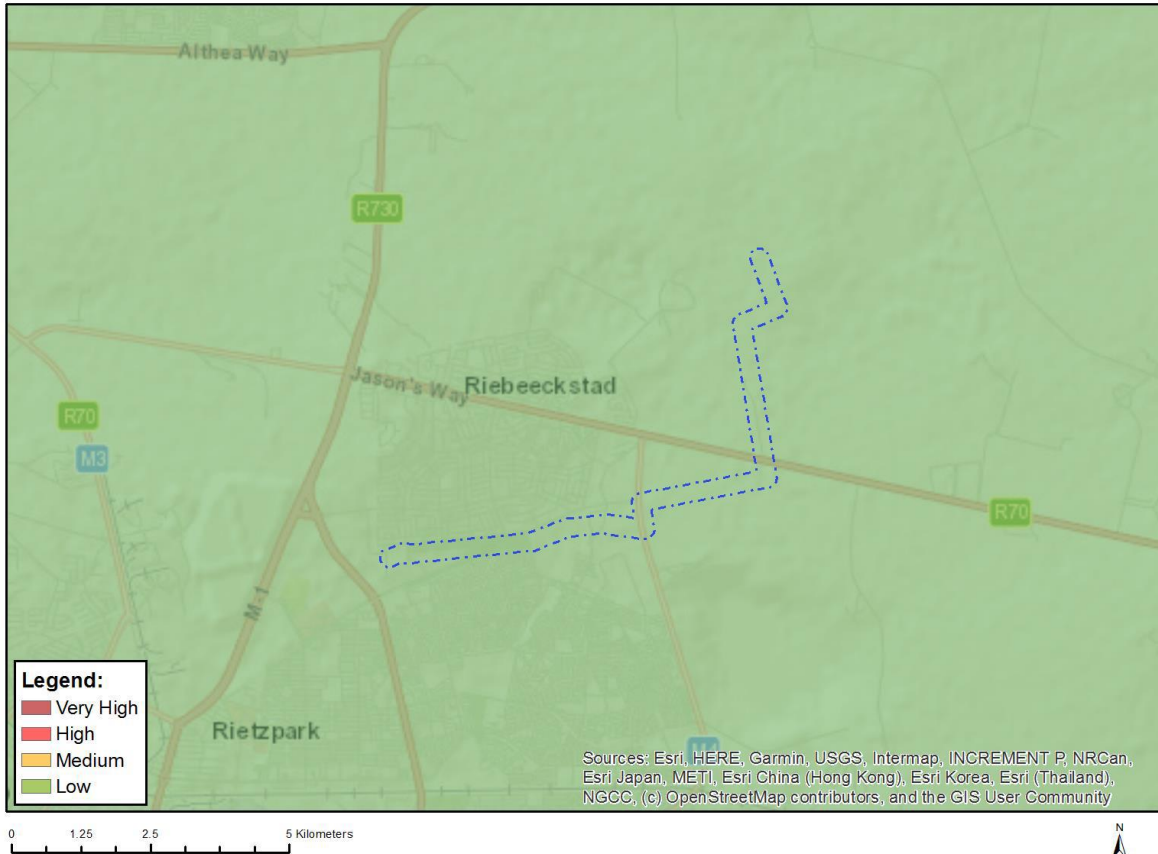 Althea Way
R730
Jason's Way
Riebeeckstad
R70
M3
R70
M-1
Legend:
Very High
High
Medium
Low
Rietzpark
M4
Sources: Esri, HERE, Garmin, USGS, Intermap, INCREMENT P, NRCan,
Esri Japan, METI, Esri China (Hong Kong), Esri Korea, Esri (Thailand),
NGCC, (c) OpenStreetMap contributors, and the GIS User Community
0 1.25 2.5 5 Kilometers
N